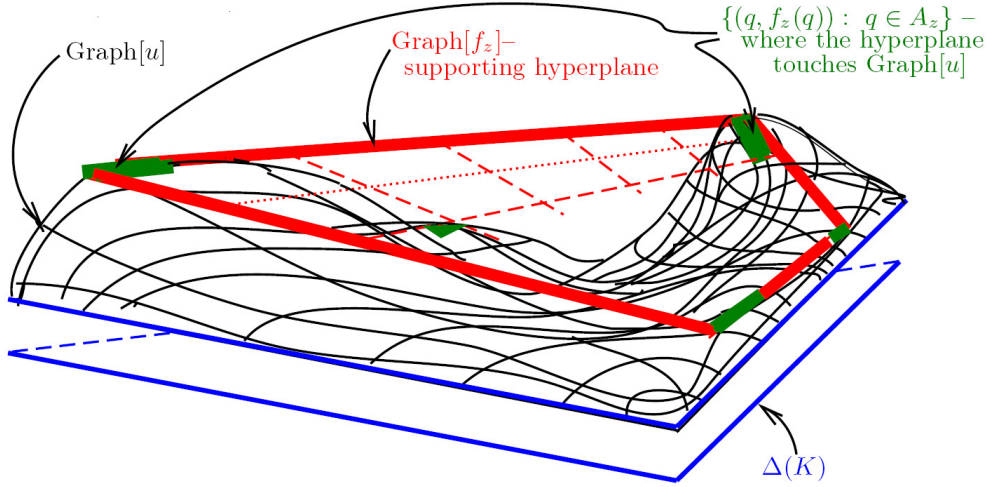 Graph[u]
Graph[f_z]–
supporting hyperplane
{(q, f_z(q)) : q ∈ A_z} –
where the hyperplane
touches Graph[u]
Δ(K)